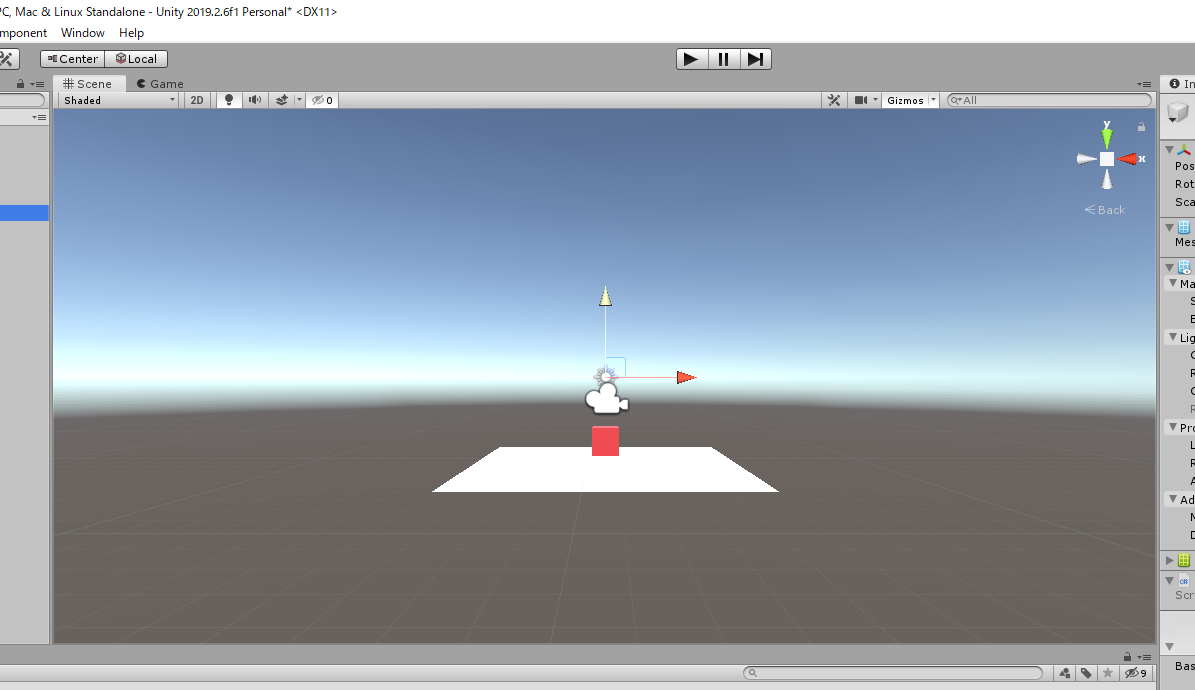 PC, Mac & Linux Standalone - Unity 2019.2.6f1 Personal* <DX11>
mponent Window Help
Center Local
Scene Game
Shaded 2D 0 Gizmos All
In
y
x
< Back
Pos
Rot
Sca
Mes
Ma
S
E
Lig
C
R
C
R
Pro
L
R
A
Ad
M
D
c#
Scr
9
Bas